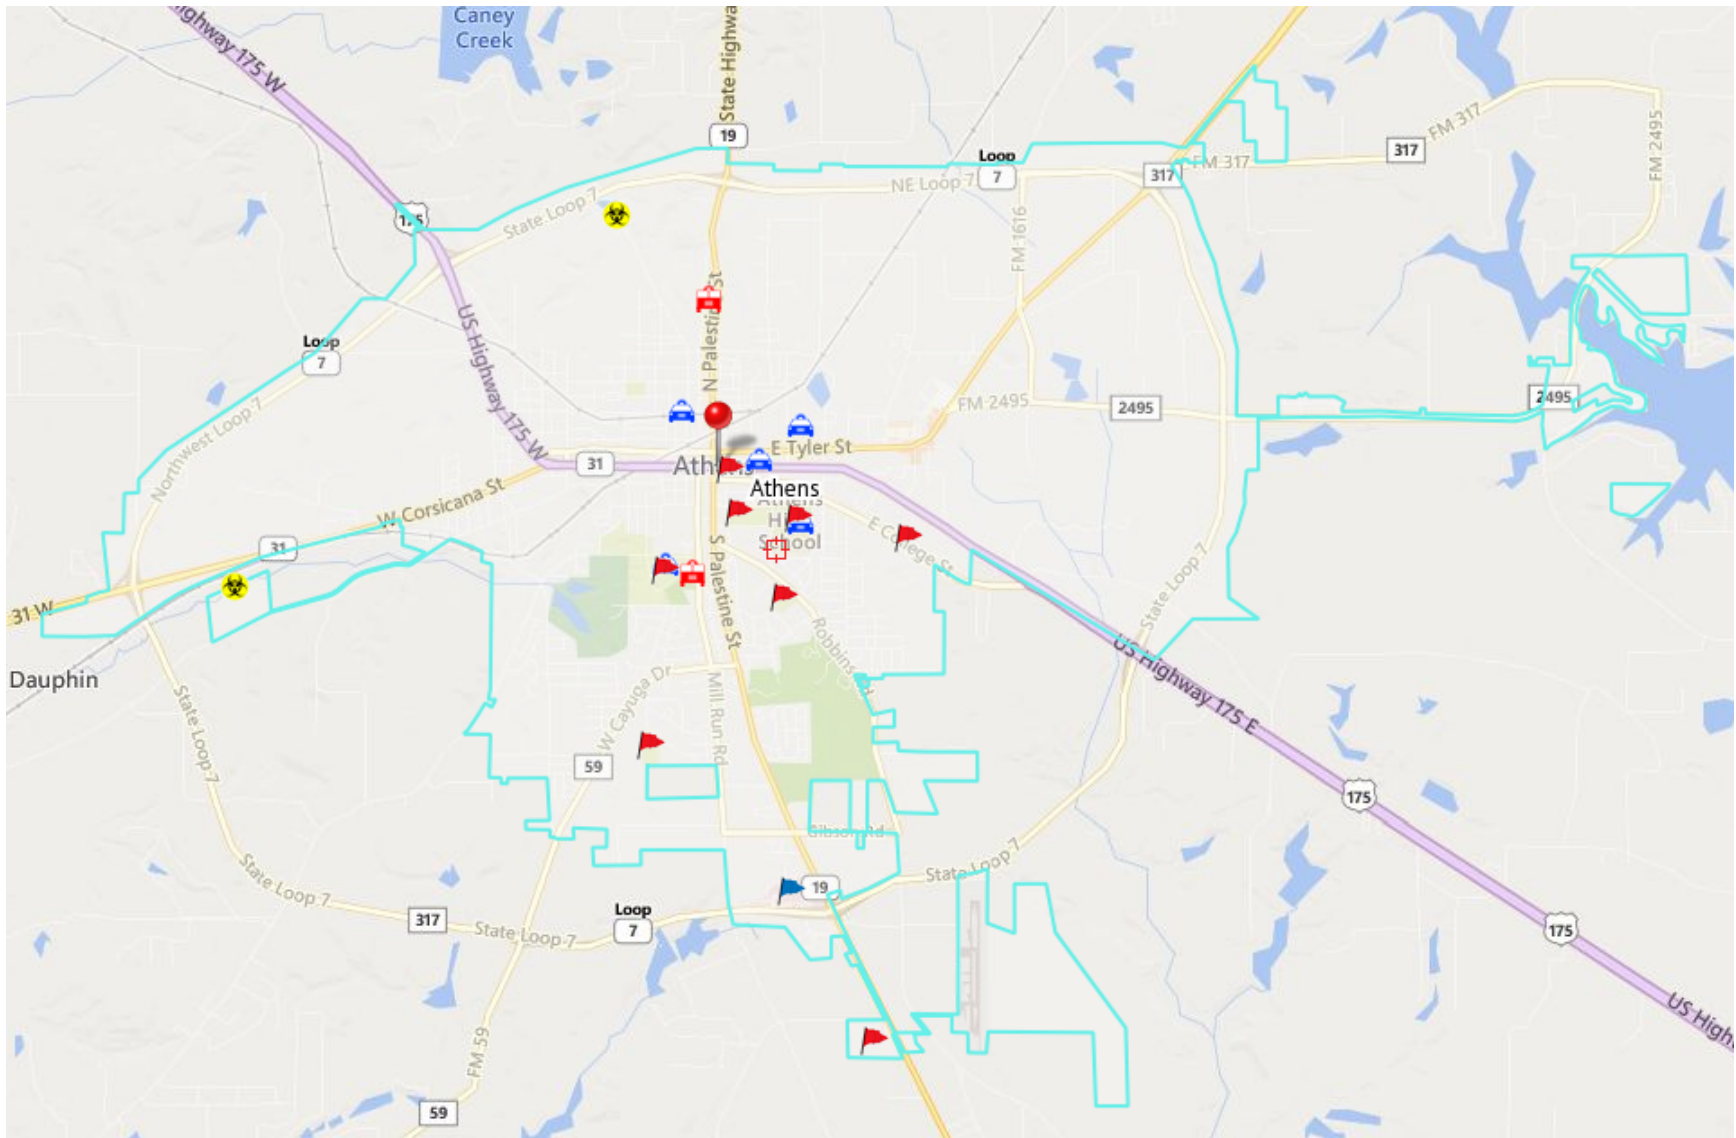 Caney
Creek
Highway 175 W
State Highwa
19
Loop
7
317
FM 317
317
FM 317
FM 2495
NE Loop 7
State Loop 7
175
FM 1616
N Palestine St
US Highway 175 W
Loop
7
Northwest Loop 7
FM 2495
2495
2495
E Tyler St
31
Athens
Athens
Athens
High
School
W Corsicana St
E College St
31
31 W
State Loop 7
S Palestine St
Robbins Rd
US Highway 175 E
Dauphin
W Cayuga Dr
Mill Run Rd
State Loop 7
59
175
Gibson Rd
State Loop 7
State Loop 7
19
Loop
7
317
State Loop 7
175
US High
FM 59
59